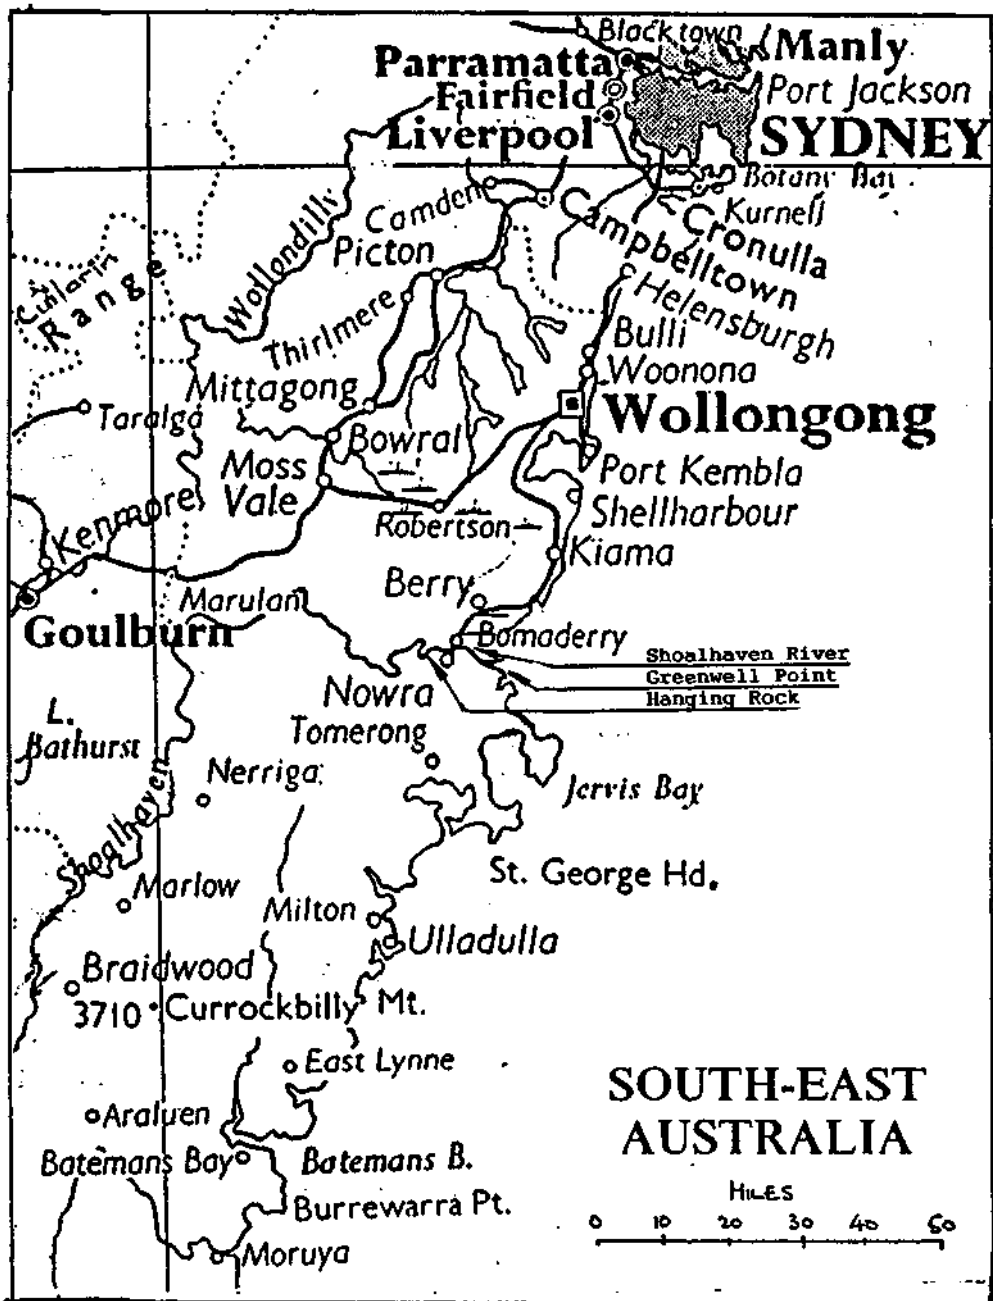 Blacktown
Manly
Parramatta
Port Jackson
Fairfield
Liverpool
SYDNEY
Botany Bai
Kurnell
Camden
Cronulla
Campbelltown
Wollondilly
Picton
Range
Helensburgh
Thirlmere
Bulli
Woonona
Mittagong
Taralga
Wollongong
Bowral
Port Kembla
Moss
Vale
Shellharbour
Robertson
Kenmore
Kiama
Berry
Marulan
Goulburn
Bomaderry
Shoalhaven River
Greenwell Point
Hanging Rock
Nowra
Tomerong
L.
Bathurst
Nerriga
Jervis Bay
Shoalhaven
St. George Hd.
Marlow
Milton
Ulladulla
Braidwood
3710 Currockbilly Mt.
East Lynne
SOUTH-EAST
AUSTRALIA
Araluen
Batemans Bay
Batemans B.
Burrewarra Pt.
MILES
0 10 20 30 40 50
Moruya